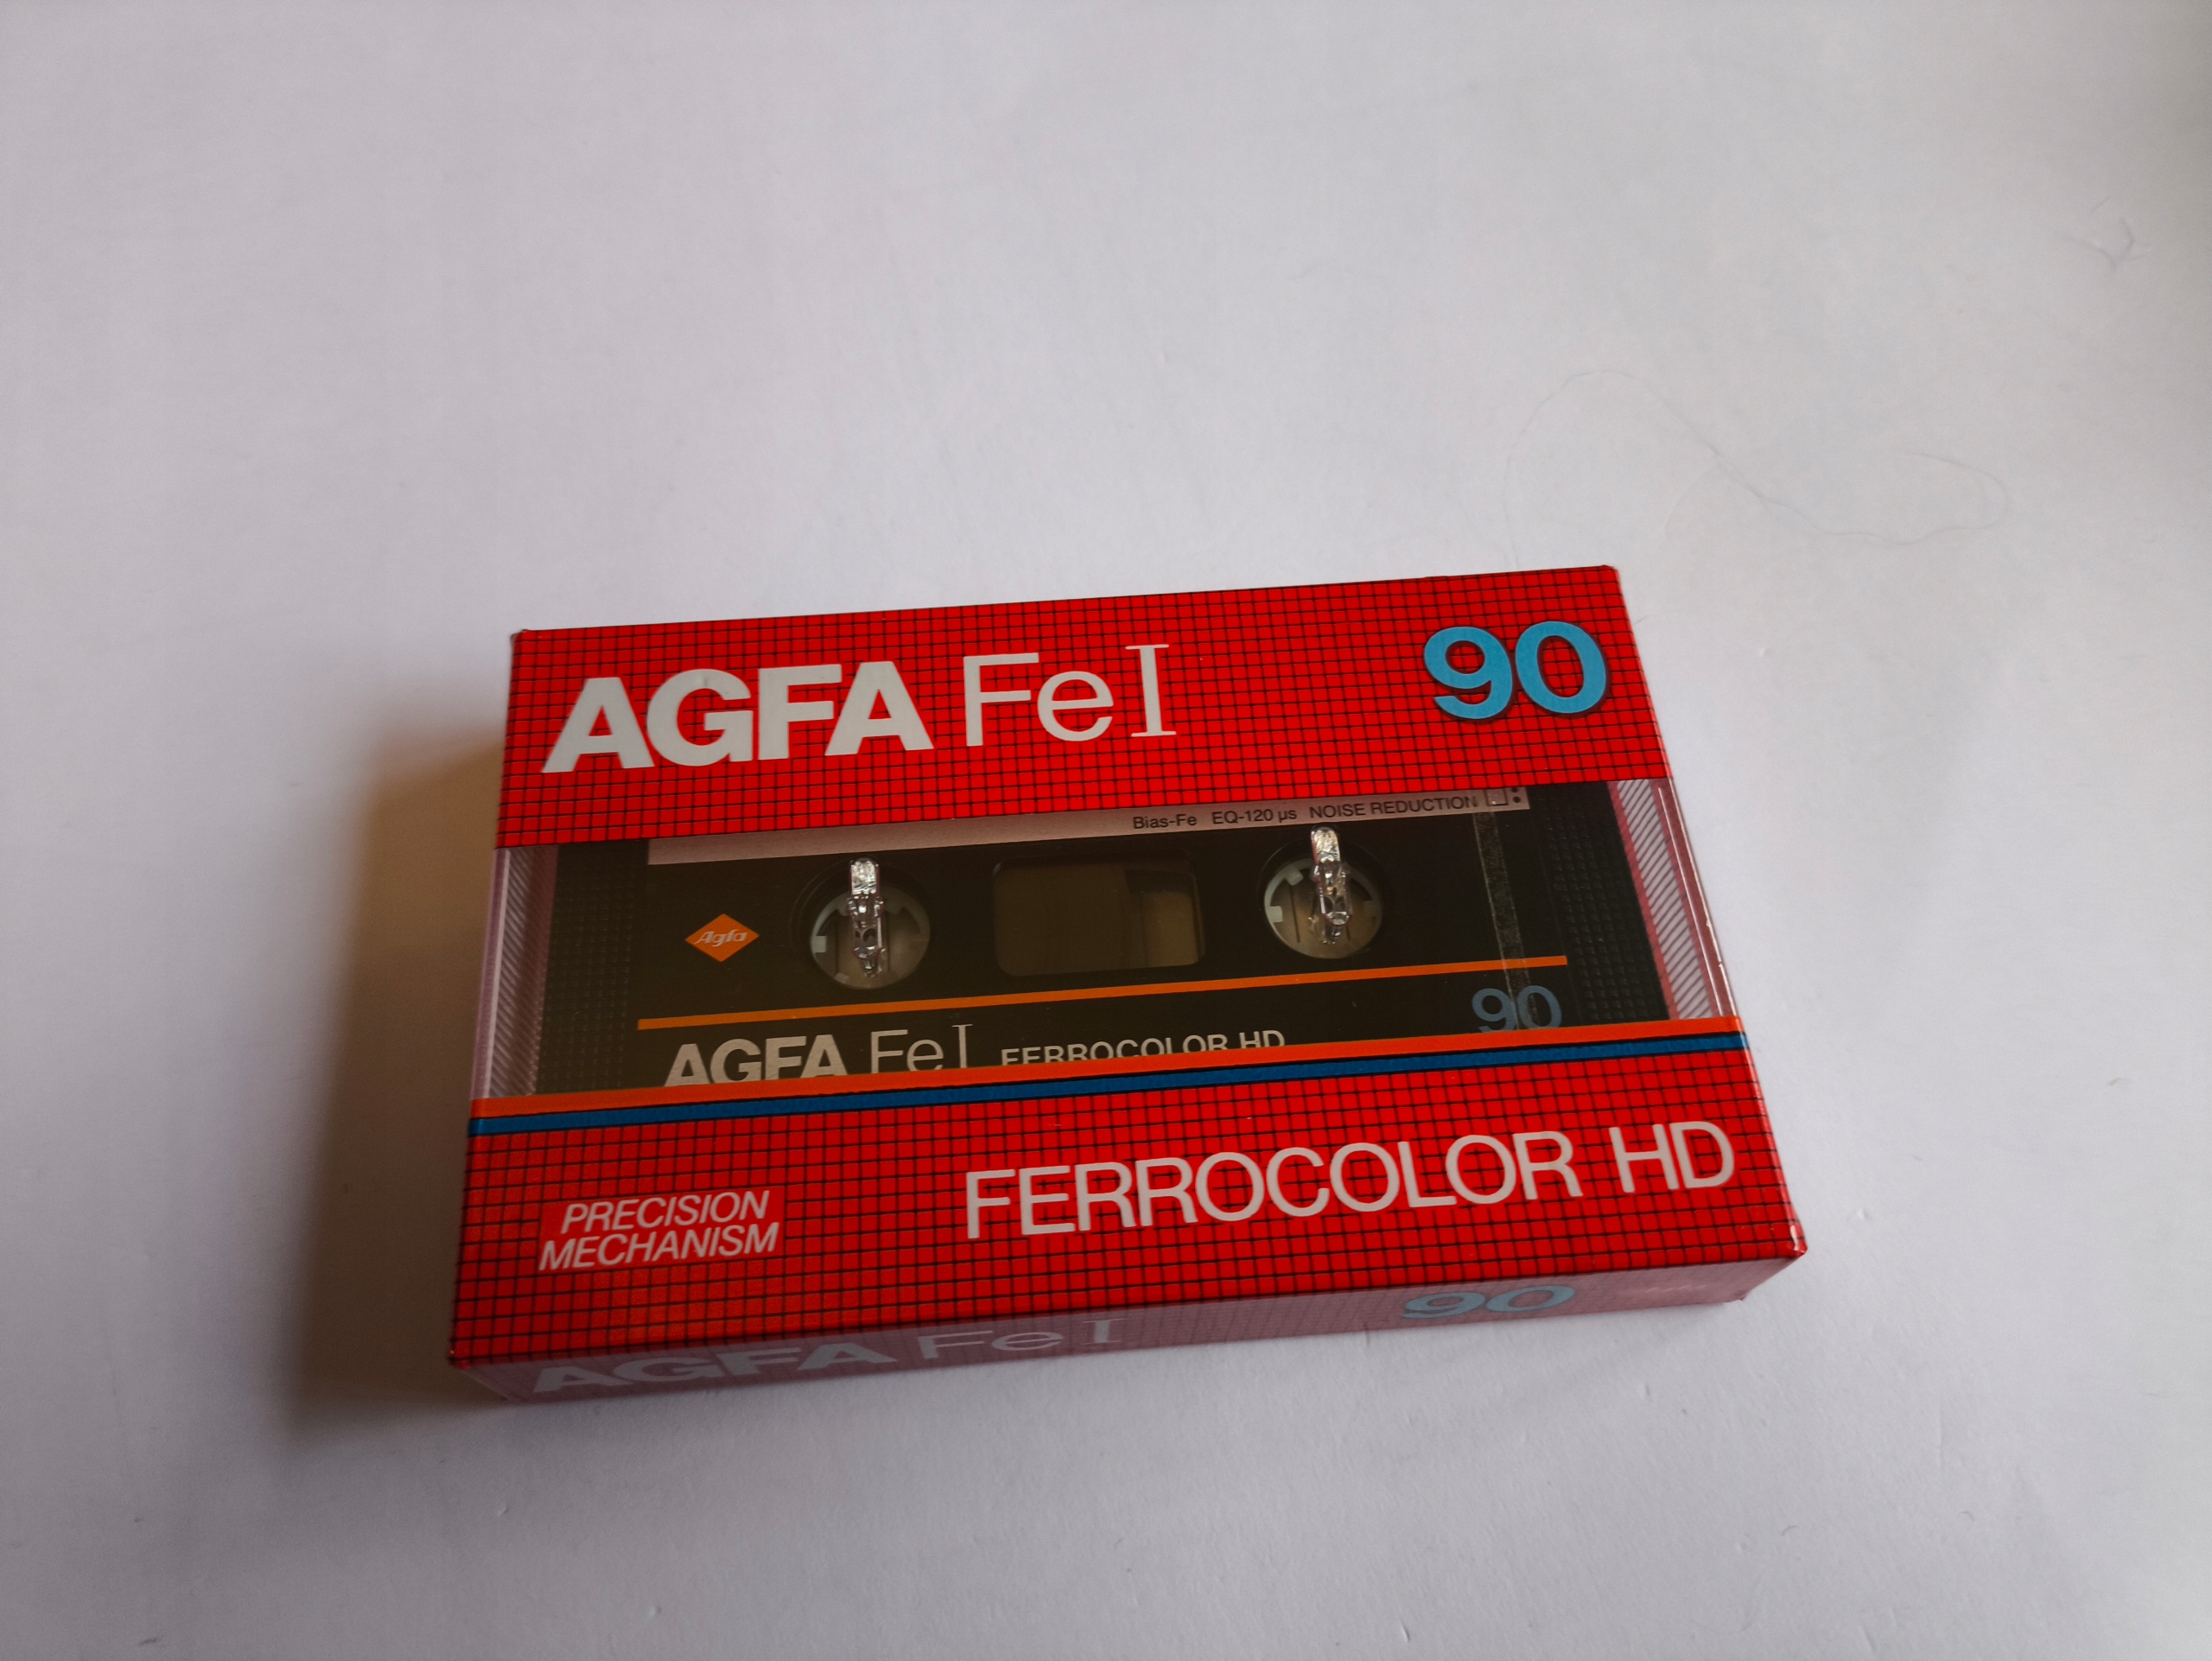 AGFA Fe I 90
Bias-Fe EQ-120 µs NOISE REDUCTION
Agfa
90
AGFA Fe I FERROCOLOR HD
PRECISION
MECHANISM
FERROCOLOR HD
AGFA Fe I 90